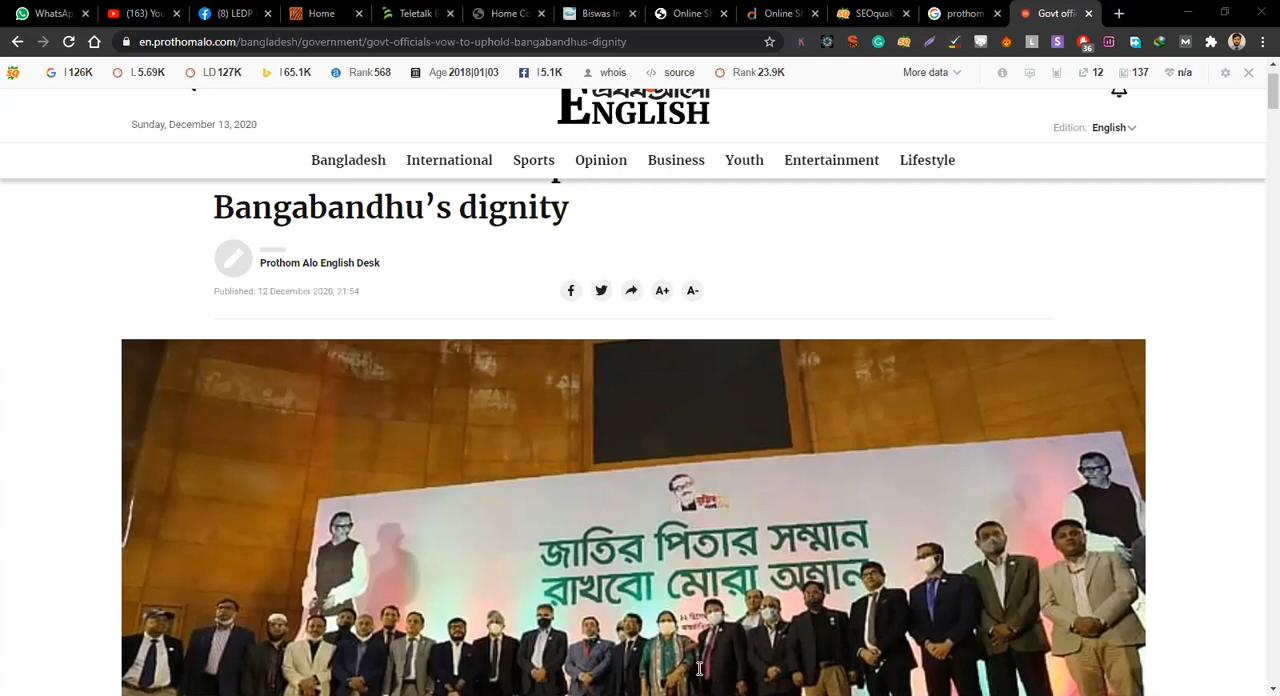 WhatsAp
(163) You
(8) LEDP
Home
Teletalk B
Home Co
Biswas In
Online S
Online S
SEOquak
prothom
Govt offi
en.prothomalo.com/bangladesh/government/govt-officials-vow-to-uphold-bangabandhus-dignity
36
I 126K
L 5.69K
LD 127K
I 65.1K
Rank 568
Age 2018|01|03
I 5.1K
whois
source
Rank 23.9K
More data
12
137
n/a
ENGLISH
Sunday, December 13, 2020
Edition. English
Bangladesh International Sports Opinion Business Youth Entertainment Lifestyle
Bangabandhu’s dignity
Prothom Alo English Desk
Published: 12 December 2020, 21:54
A+ A-
জাতির পিতার সম্মান
রাখবো মোরা অম্লান